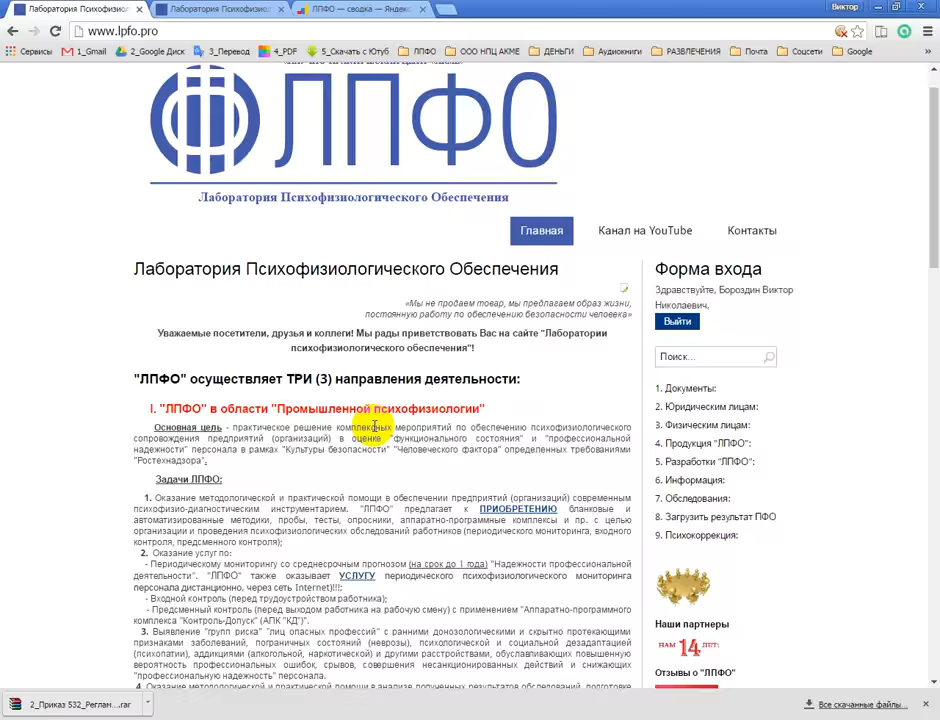 Лаборатория Психофизиол
Лаборатория Психофизиол
ЛПФО — сводка — Яндекс
Виктор
www.lpfo.pro
Сервисы 1_Gmail 2_Google Диск 3_Перевод 4_PDF 5_Скачать с Ютуб ЛПФО ООО НПЦ АКМЕ ДЕНЬГИ Аудиокниги РАЗВЛЕЧЕНИЯ Почта Соцсети Google »
ЛПФО
Лаборатория Психофизиологического Обеспечения
Главная Канал на YouTube Контакты
Лаборатория Психофизиологического Обеспечения
«Мы не продаем товар, мы предлагаем образ жизни,
постоянную работу по обеспечению безопасности человека»
Уважаемые посетители, друзья и коллеги! Мы рады приветствовать Вас на сайте "Лаборатории
психофизиологического обеспечения"!
"ЛПФО" осуществляет ТРИ (3) направления деятельности:
I. "ЛПФО" в области "Промышленной психофизиологии"
Основная цель - практическое решение комплексных мероприятий по обеспечению психофизиологического
сопровождения предприятий (организаций) в оценке "функционального состояния" и "профессиональной
надежности" персонала в рамках "Культуры безопасности" "Человеческого фактора" определенных требованиями
"Ростехнадзора".
Задачи ЛПФО:
1. Оказание методологической и практической помощи в обеспечении предприятий (организаций) современным
психофизио-диагностическим инструментарием. "ЛПФО" предлагает к ПРИОБРЕТЕНИЮ бланковые и
автоматизированные методики, пробы, тесты, опросники, аппаратно-программные комплексы и пр. с целью
организации и проведения психофизиологических обследований работников (периодического мониторинга, входного
контроля, предсменного контроля);
2. Оказание услуг по:
- Периодическому мониторингу со среднесрочным прогнозом (на срок до 1 года) "Надежности профессиональной
деятельности". "ЛПФО" также оказывает УСЛУГУ периодического психофизиологического мониторинга
персонала дистанционно, через сеть Internet)!!!;
- Входной контроль (перед трудоустройством работника);
- Предсменный контроль (перед выходом работника на рабочую смену) с применением "Аппаратно-программного
комплекса "Контроль-Допуск" (АПК "КД")".
3. Выявление "групп риска" "лиц опасных профессий" с ранними донозологическими и скрытно протекающими
признаками заболеваний, пограничных состояний (неврозы), психологической и социальной дезадаптацией
(психопатии), аддикциями (алкогольной, наркотической) и другими расстройствами, обуславливающих повышенную
вероятность профессиональных ошибок, срывов, совершения несанкционированных действий и снижающих
"профессиональную надежность" персонала.
4. Оказание методологической и практической помощи в анализе полученных результатов обследований, подготовке
Форма входа
Здравствуйте, Бороздин Виктор
Николаевич,
Выйти
Поиск...
1. Документы:
2. Юридическим лицам:
3. Физическим лицам:
4. Продукция "ЛПФО":
5. Разработки "ЛПФО":
6. Информация:
7. Обследования:
8. Загрузить результат ПФО
9. Психокоррекция:
Наши партнеры
НАМ 14 ЛЕТ:
Отзывы о "ЛПФО"
2_Приказ 532_Реглам....rar
Все скачанные файлы...